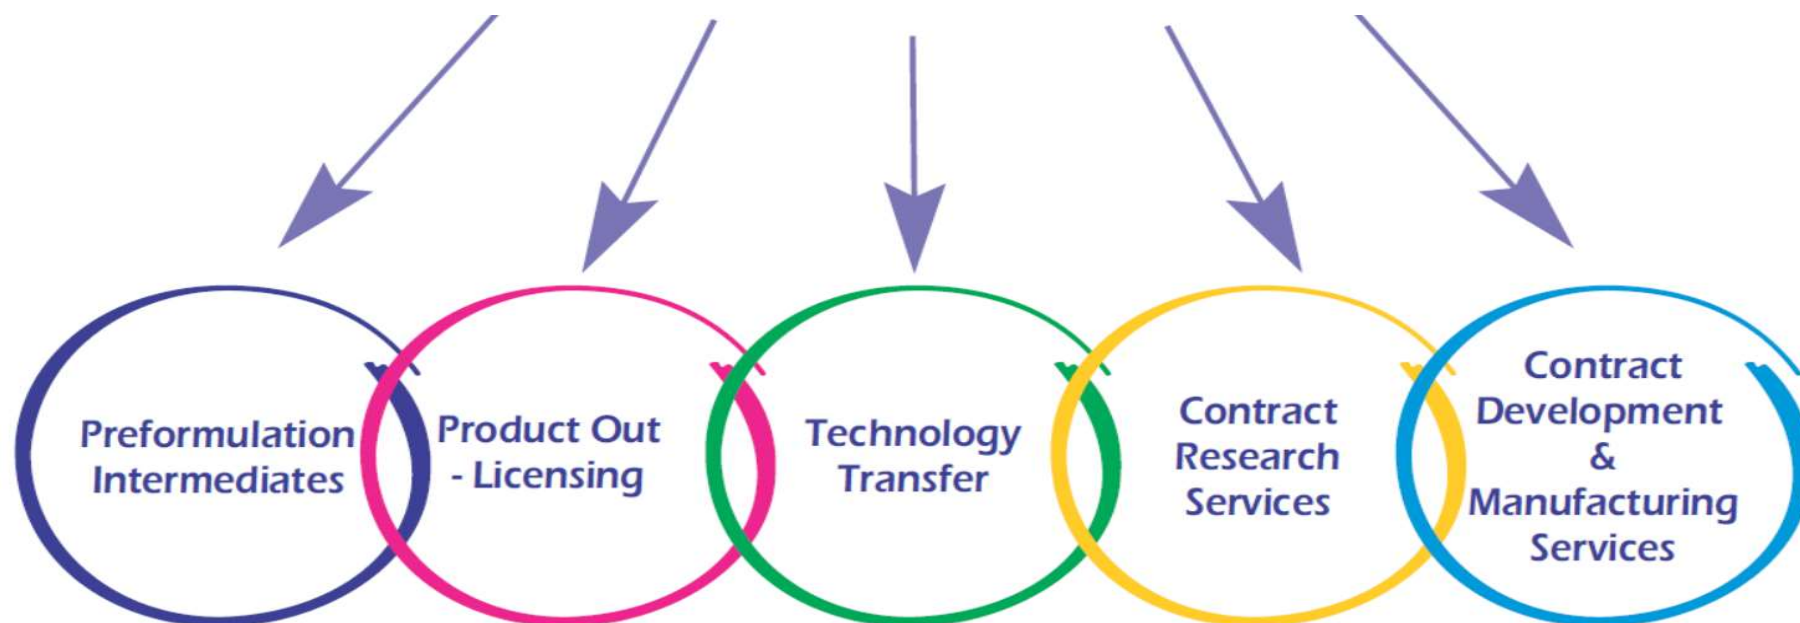 Preformulation
Intermediates
Product Out
- Licensing
Technology
Transfer
Contract
Research
Services
Contract
Development
&
Manufacturing
Services